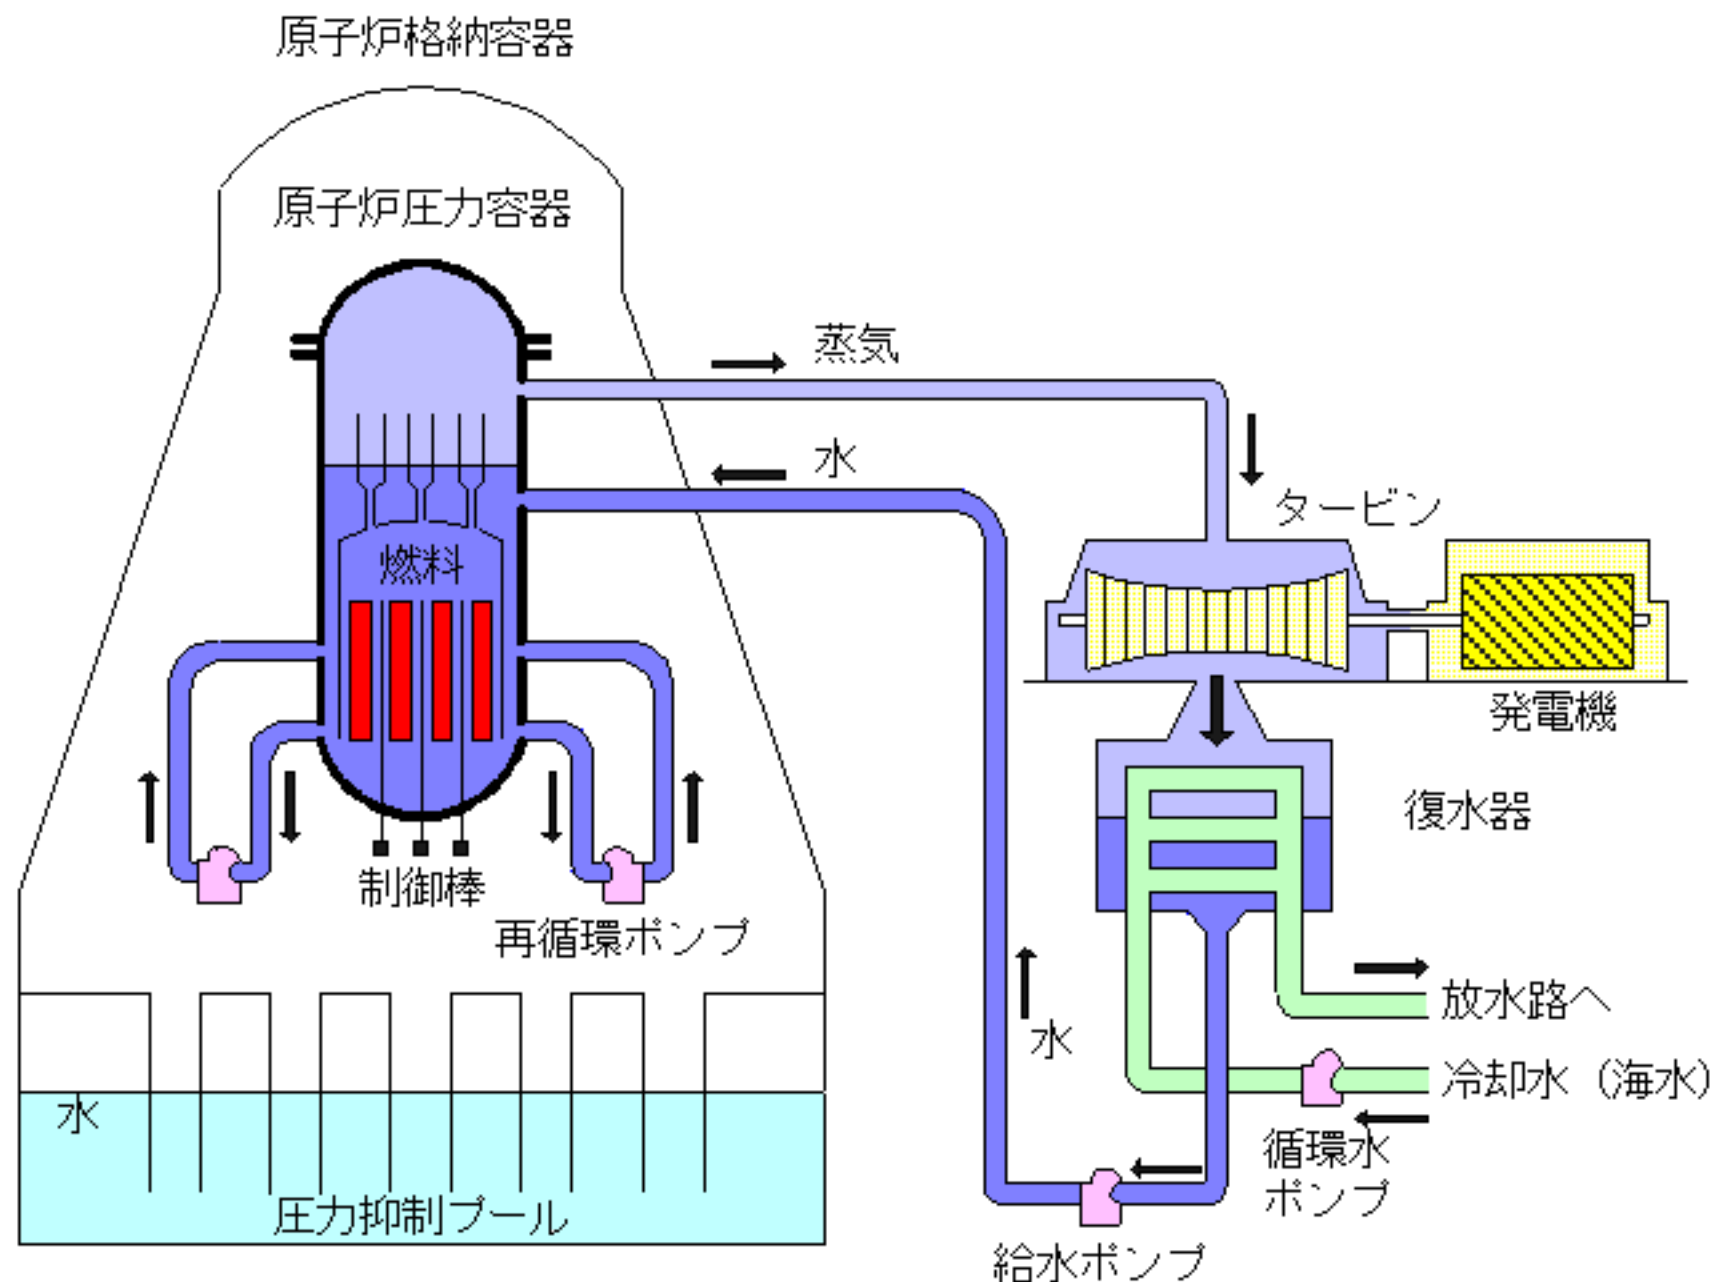 原子炉格納容器
原子炉圧力容器
蒸気
水
タービン
燃料
発電機
復水器
制御棒
再循環ポンプ
放水路へ
水
冷却水（海水）
水
循環水
ポンプ
圧力抑制プール
給水ポンプ